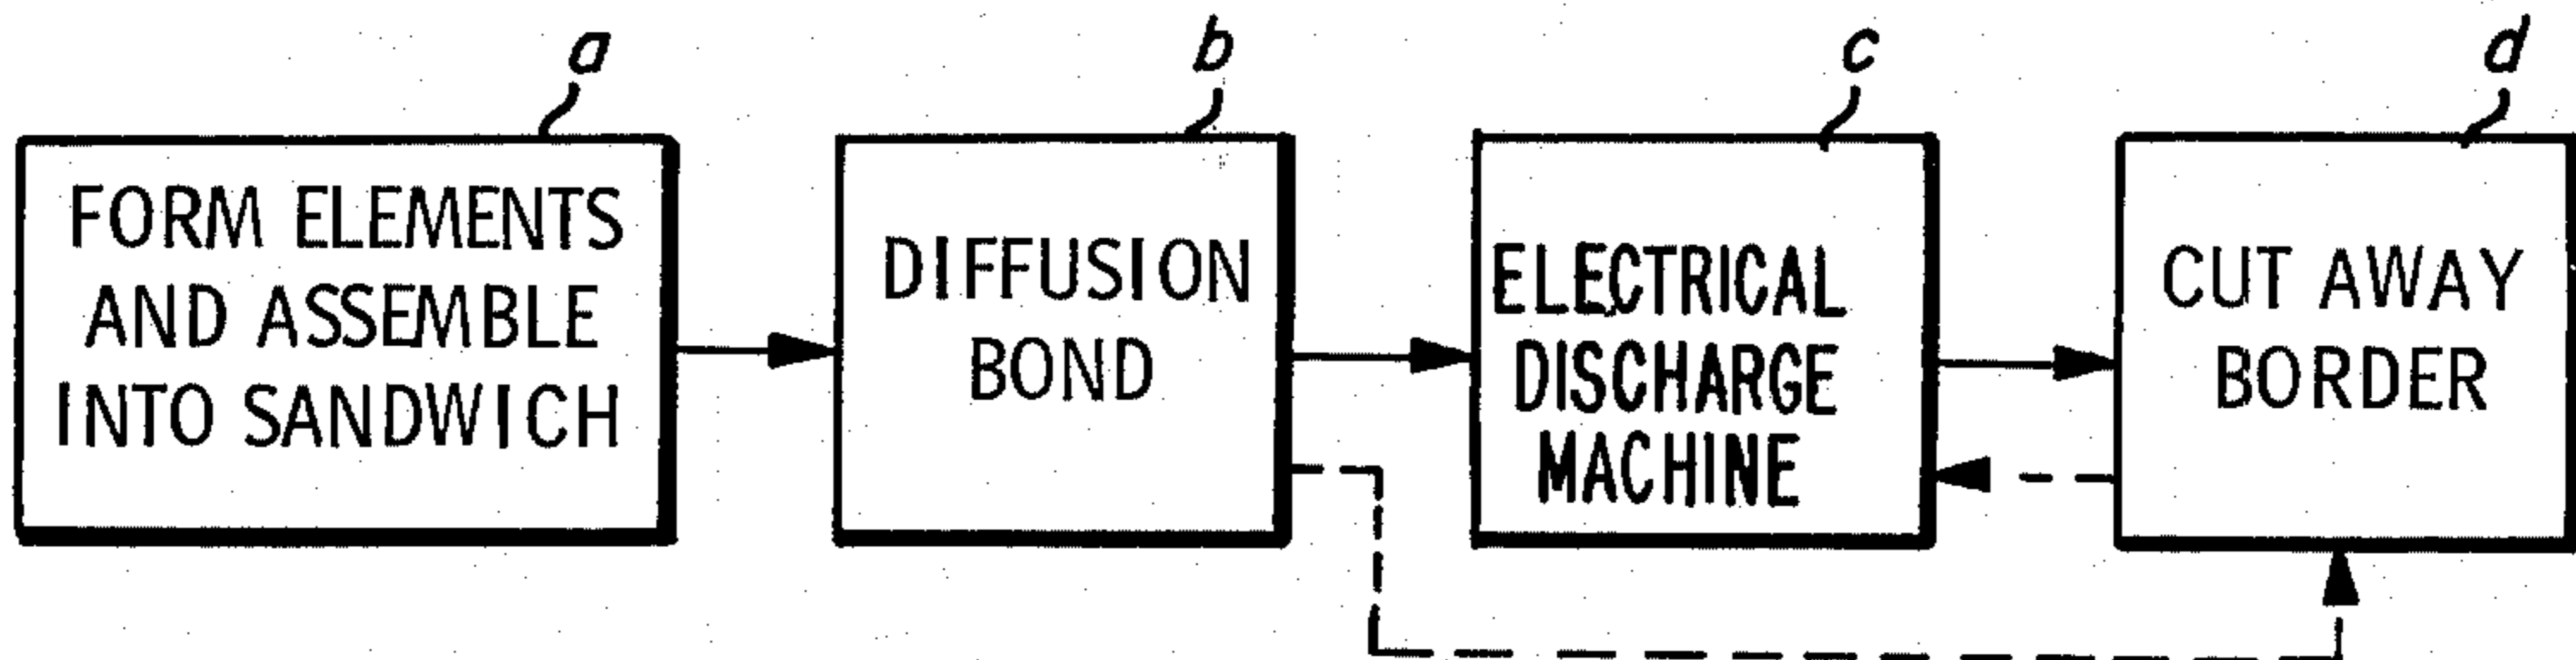 a
b
c
d
FORM ELEMENTS
AND ASSEMBLE
INTO SANDWICH
DIFFUSION
BOND
ELECTRICAL
DISCHARGE
MACHINE
CUT AWAY
BORDER